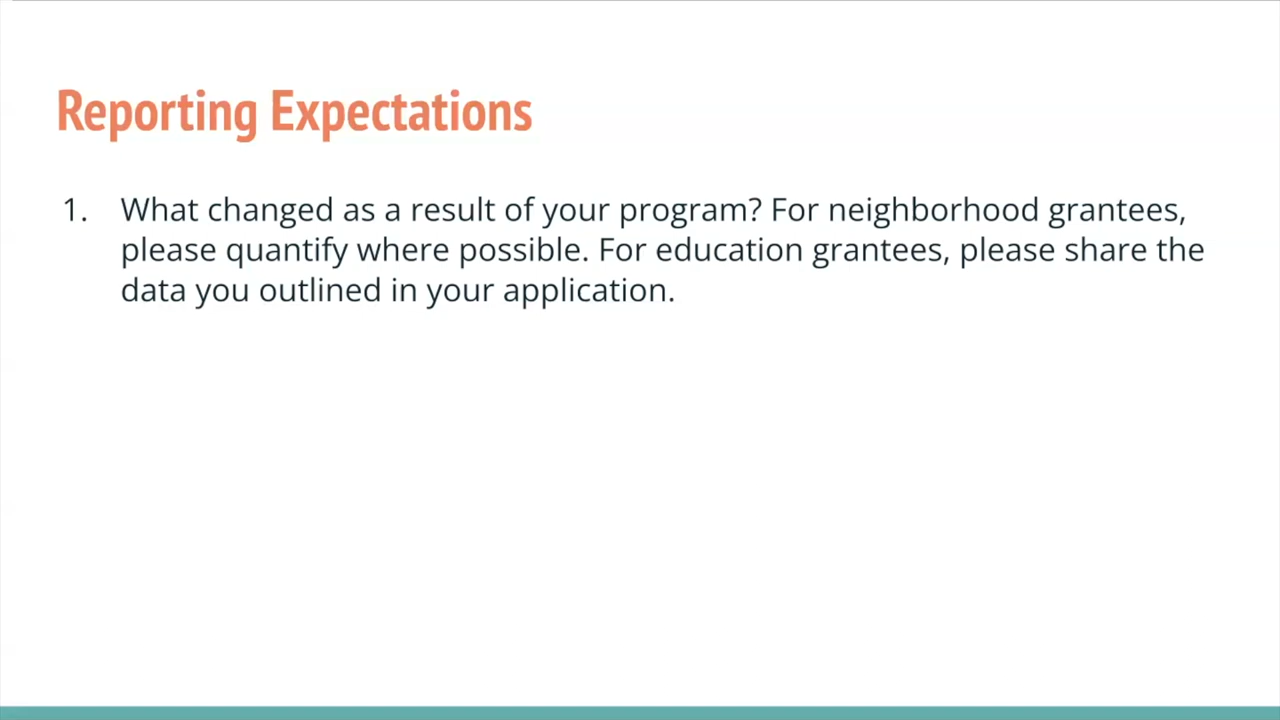 Reporting Expectations
1. What changed as a result of your program? For neighborhood grantees,
please quantify where possible. For education grantees, please share the
data you outlined in your application.